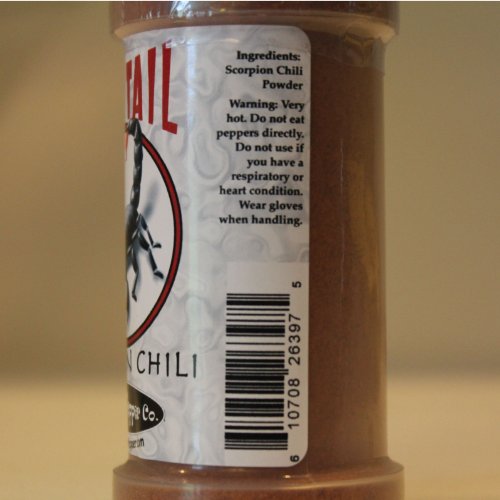 TAIL
CHILI
Co.
Ingredients:
Scorpion Chili
Powder
Warning: Very
hot. Do not eat
peppers directly.
Do not use if
you have a
respiratory or
heart condition.
Wear gloves
when handling.
6 10708 26397 5